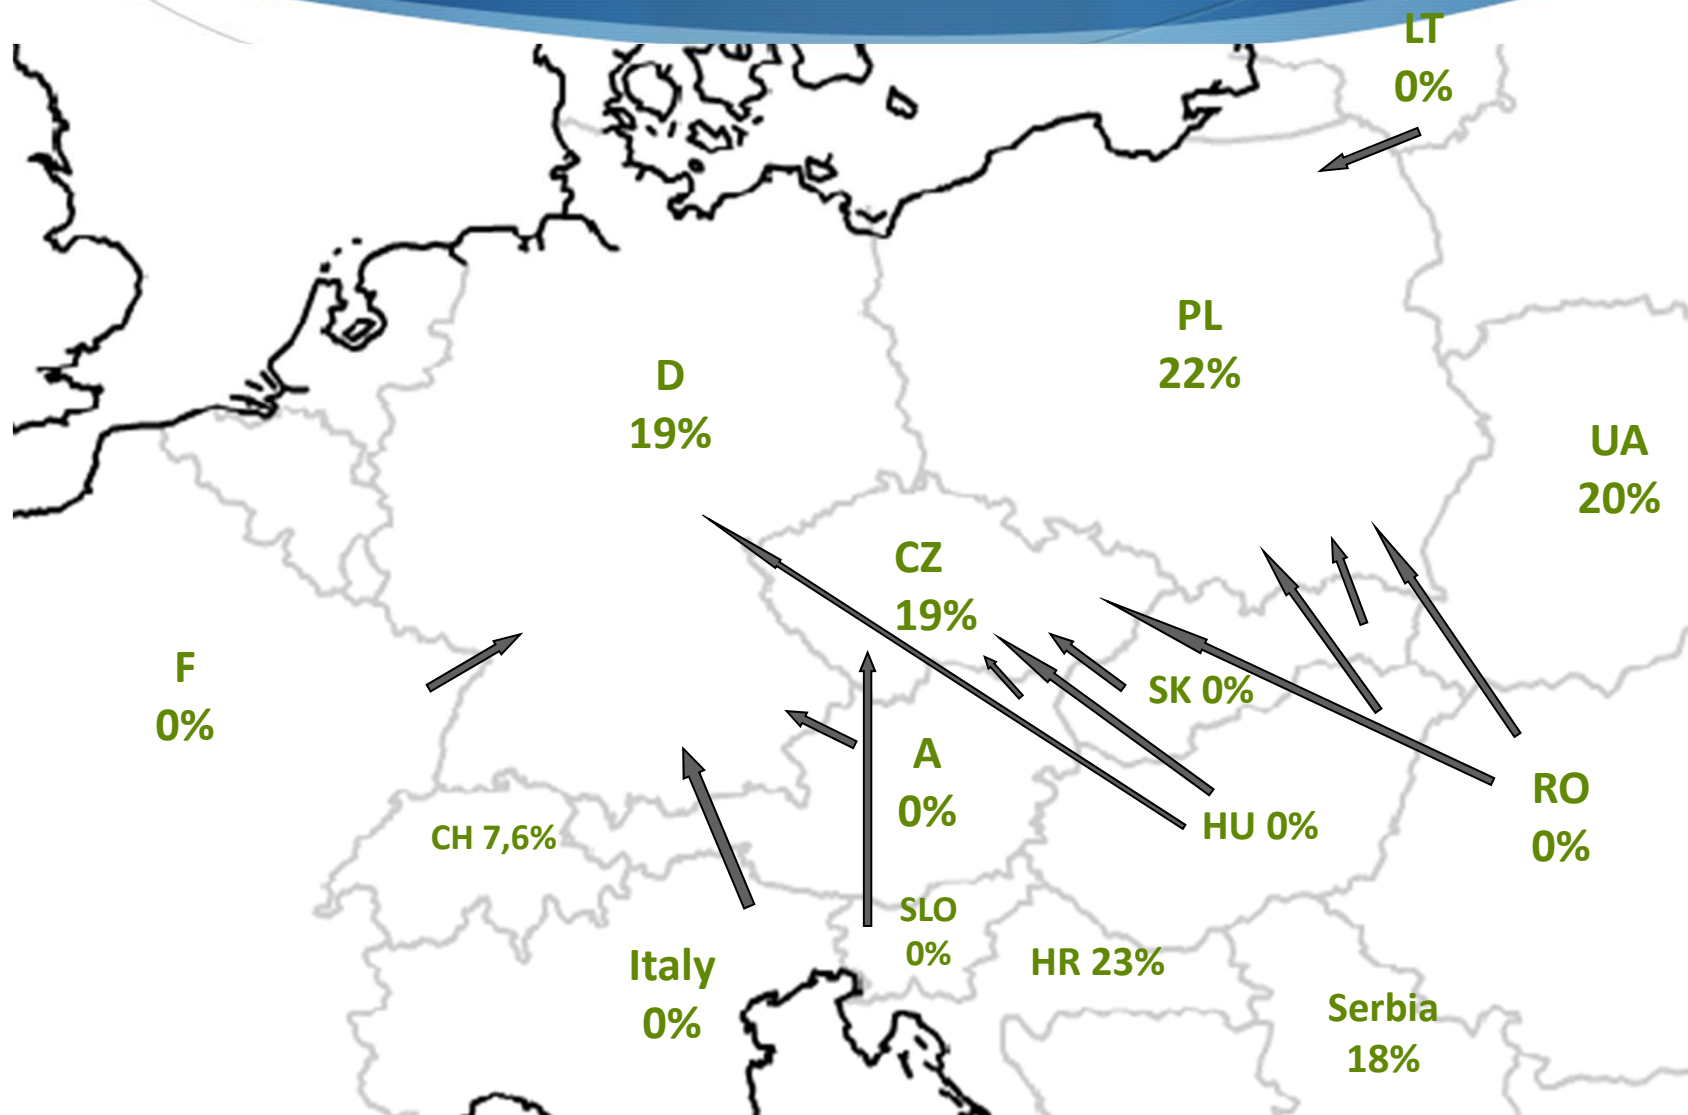 LT
0%
PL
22%
D
19%
UA
20%
CZ
19%
F
0%
SK 0%
A
0%
RO
0%
CH 7,6%
HU 0%
SLO
0%
Italy
0%
HR 23%
Serbia
18%